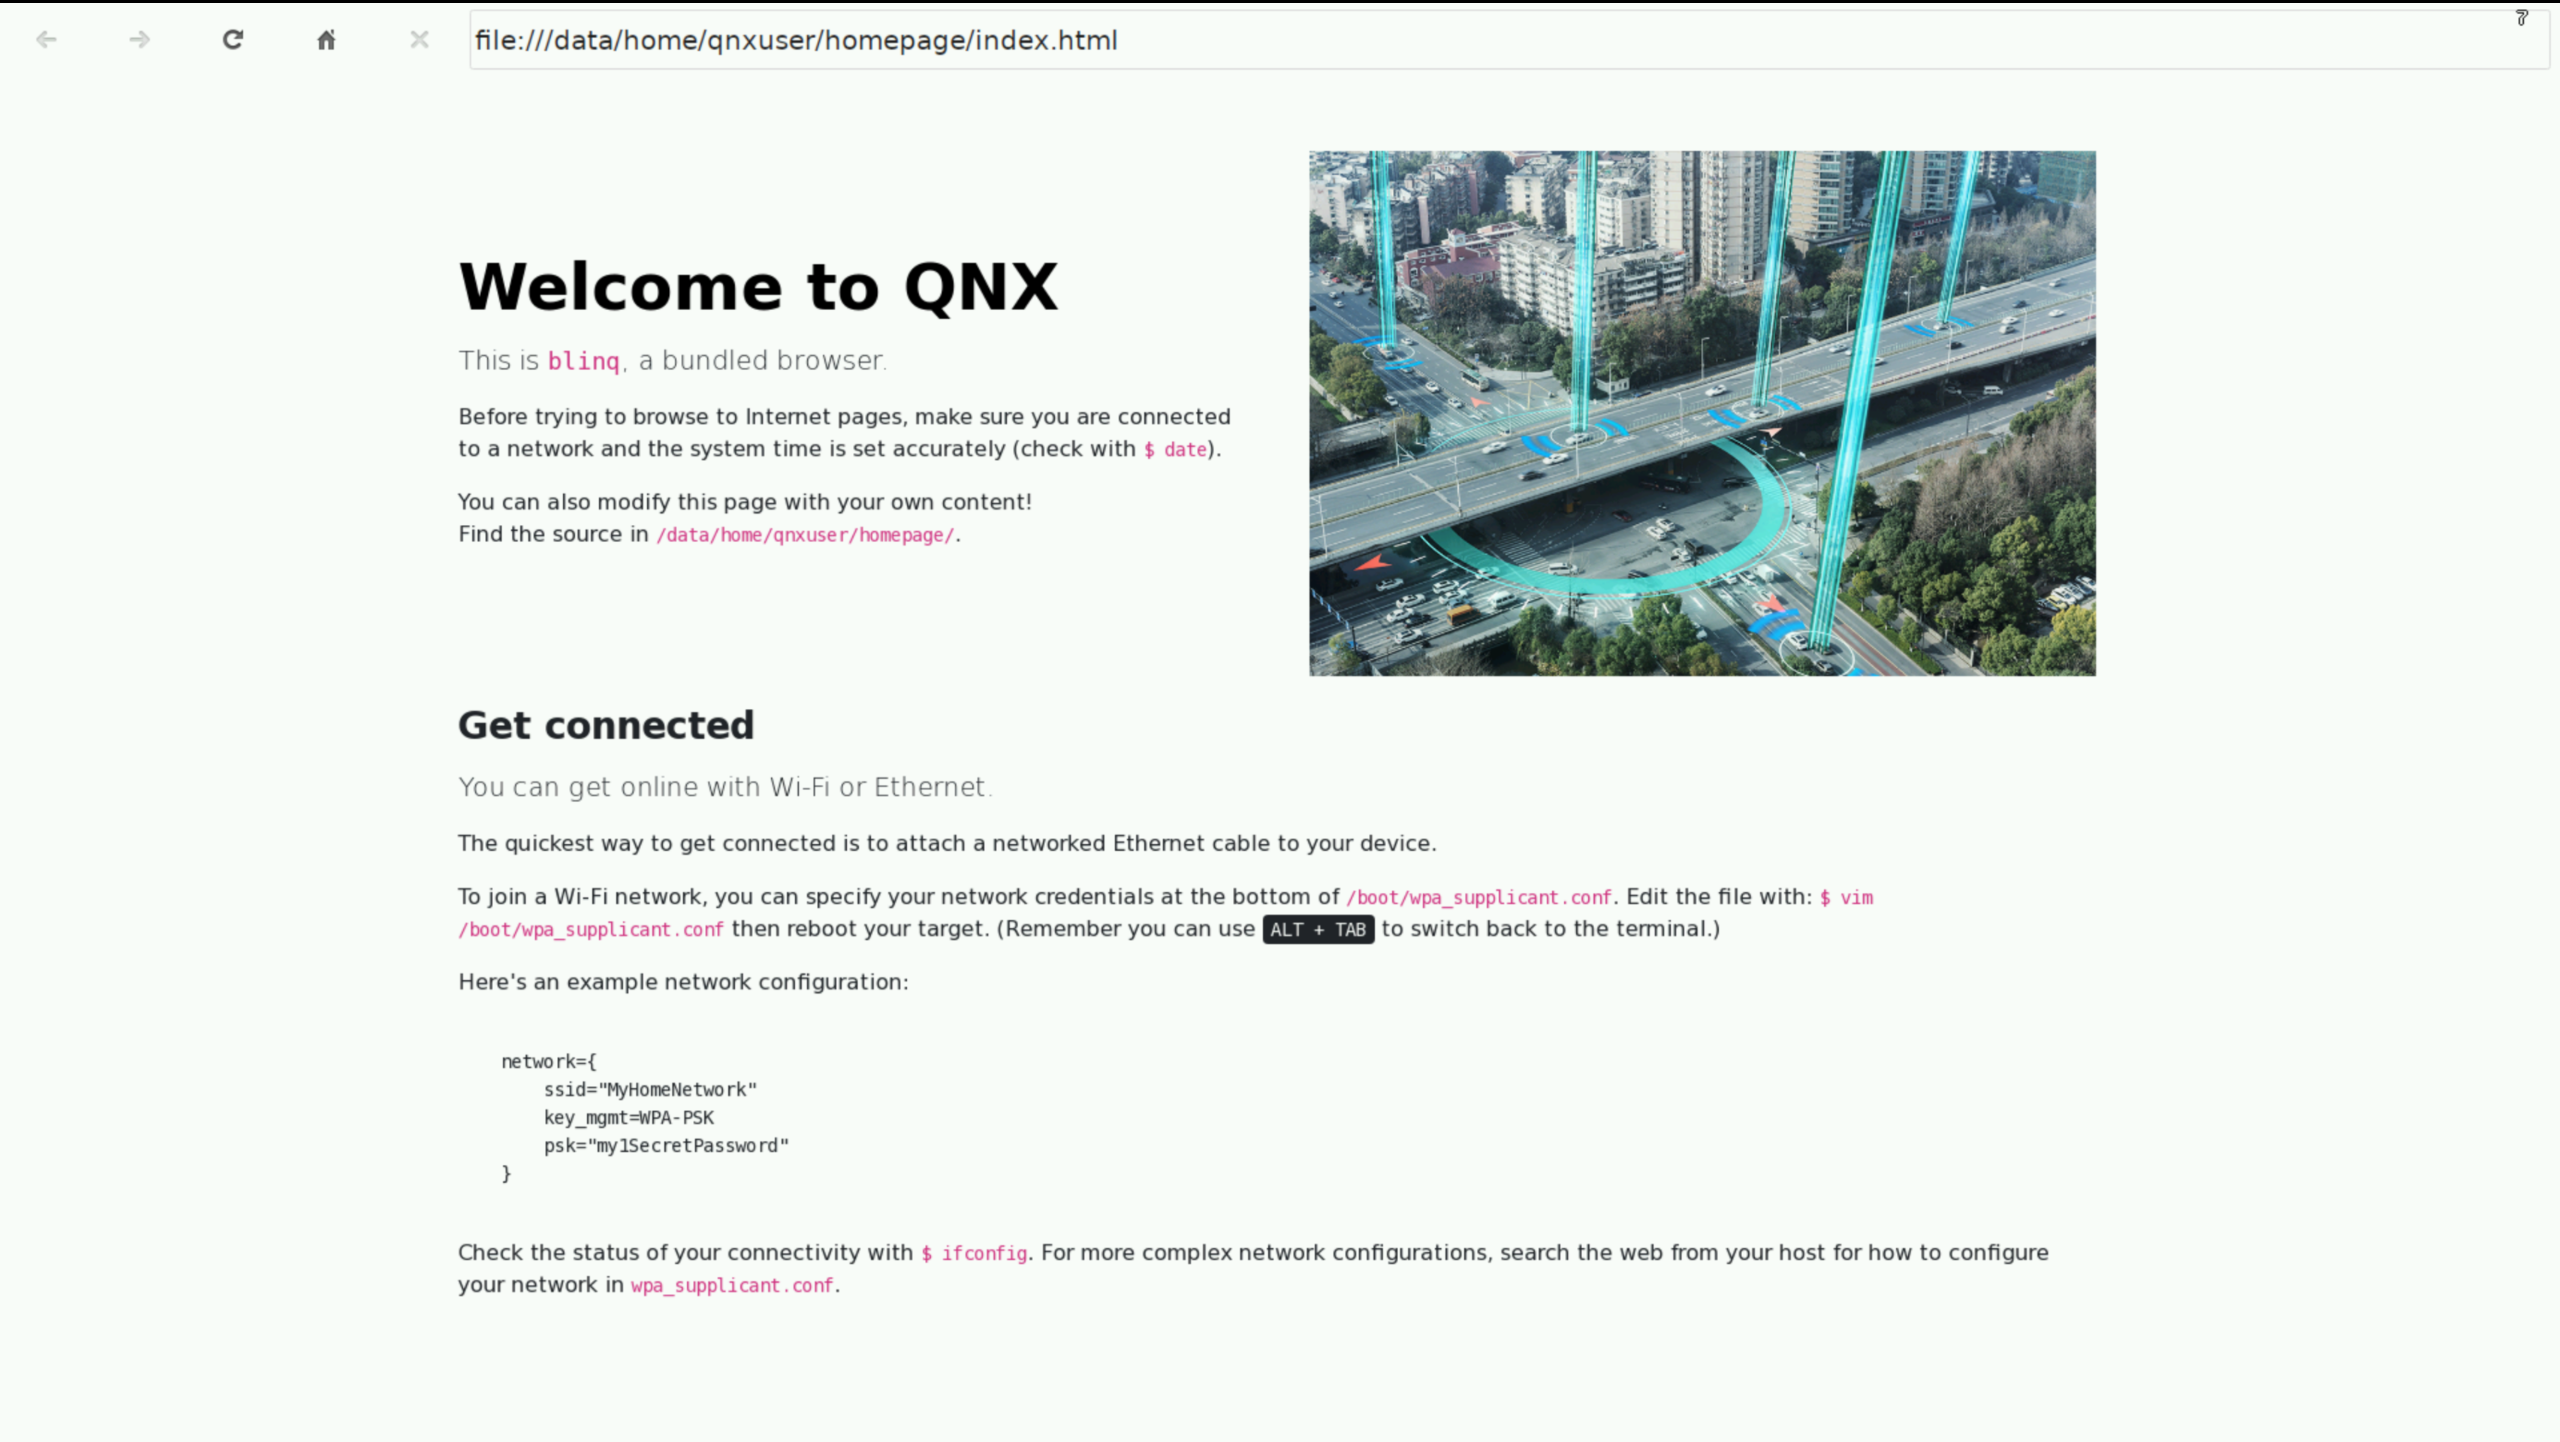 file:///data/home/qnxuser/homepage/index.html
7
Welcome to QNX
This is blinq, a bundled browser.
Before trying to browse to Internet pages, make sure you are connected
to a network and the system time is set accurately (check with $ date).
You can also modify this page with your own content!
Find the source in /data/home/qnxuser/homepage/.
Get connected
You can get online with Wi-Fi or Ethernet.
The quickest way to get connected is to attach a networked Ethernet cable to your device.
To join a Wi-Fi network, you can specify your network credentials at the bottom of /boot/wpa_supplicant.conf. Edit the file with: $ vim
/boot/wpa_supplicant.conf then reboot your target. (Remember you can use ALT + TAB to switch back to the terminal.)
Here's an example network configuration:
network={
    ssid="MyHomeNetwork"
    key_mgmt=WPA-PSK
    psk="my1SecretPassword"
}
Check the status of your connectivity with $ ifconfig. For more complex network configurations, search the web from your host for how to configure
your network in wpa_supplicant.conf.